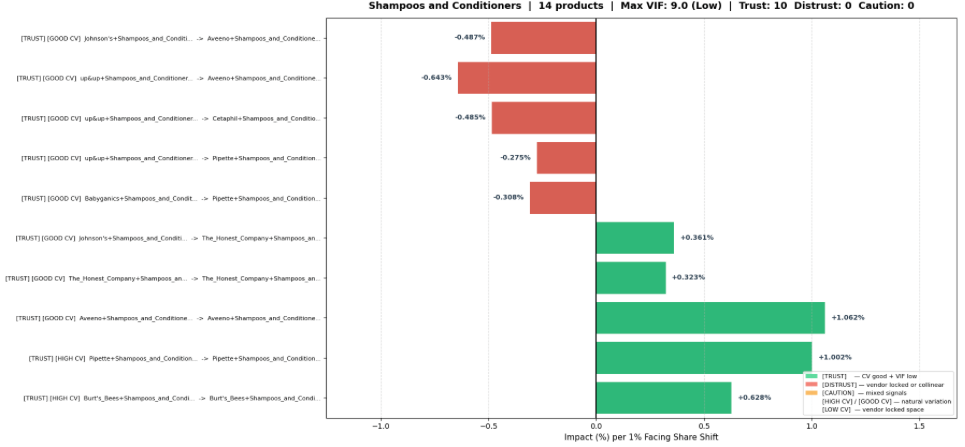 Shampoos and Conditioners | 14 products | Max VIF: 9.0 (Low) | Trust: 10 Distrust: 0 Caution: 0
[TRUST] [GOOD CV] Johnson's+Shampoos_and_Conditi... -> Aveeno+Shampoos_and_Conditione...
-0.487%
[TRUST] [GOOD CV] up&up+Shampoos_and_Conditioner... -> Aveeno+Shampoos_and_Conditione...
-0.643%
[TRUST] [GOOD CV] up&up+Shampoos_and_Conditioner... -> Cetaphil+Shampoos_and_Conditio...
-0.485%
[TRUST] [GOOD CV] up&up+Shampoos_and_Conditioner... -> Pipette+Shampoos_and_Condition...
-0.275%
[TRUST] [GOOD CV] Babyganics+Shampoos_and_Condit... -> Pipette+Shampoos_and_Condition...
-0.308%
[TRUST] [GOOD CV] Johnson's+Shampoos_and_Conditi... -> The_Honest_Company+Shampoos_an...
+0.361%
[TRUST] [GOOD CV] The_Honest_Company+Shampoos_an... -> The_Honest_Company+Shampoos_an...
+0.323%
[TRUST] [GOOD CV] Aveeno+Shampoos_and_Conditione... -> Aveeno+Shampoos_and_Conditione...
+1.062%
[TRUST] [HIGH CV] Pipette+Shampoos_and_Condition... -> Pipette+Shampoos_and_Condition...
+1.002%
[TRUST] [HIGH CV] Burt's_Bees+Shampoos_and_Condi... -> Burt's_Bees+Shampoos_and_Condi...
+0.628%
[TRUST] — CV good + VIF low
[DISTRUST] — vendor locked or collinear
[CAUTION] — mixed signals
[HIGH CV] / [GOOD CV] — natural variation
[LOW CV] — vendor locked space
−1.0 −0.5 0.0 0.5 1.0 1.5
Impact (%) per 1% Facing Share Shift